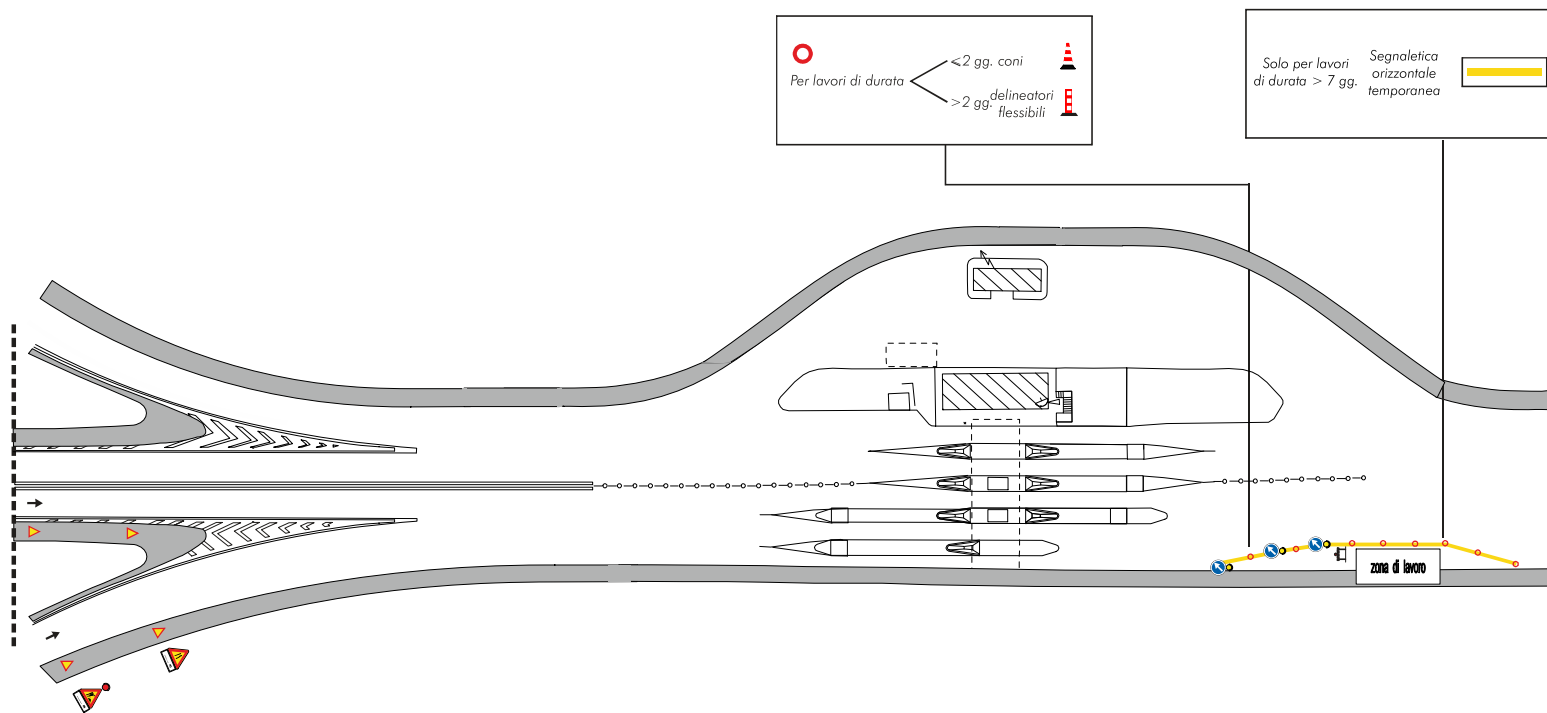 Per lavori di durata
⩽2 gg. coni
>2 gg. delineatori
flessibili
Solo per lavori
di durata > 7 gg.
Segnaletica
orizzontale
temporanea
zona di lavoro